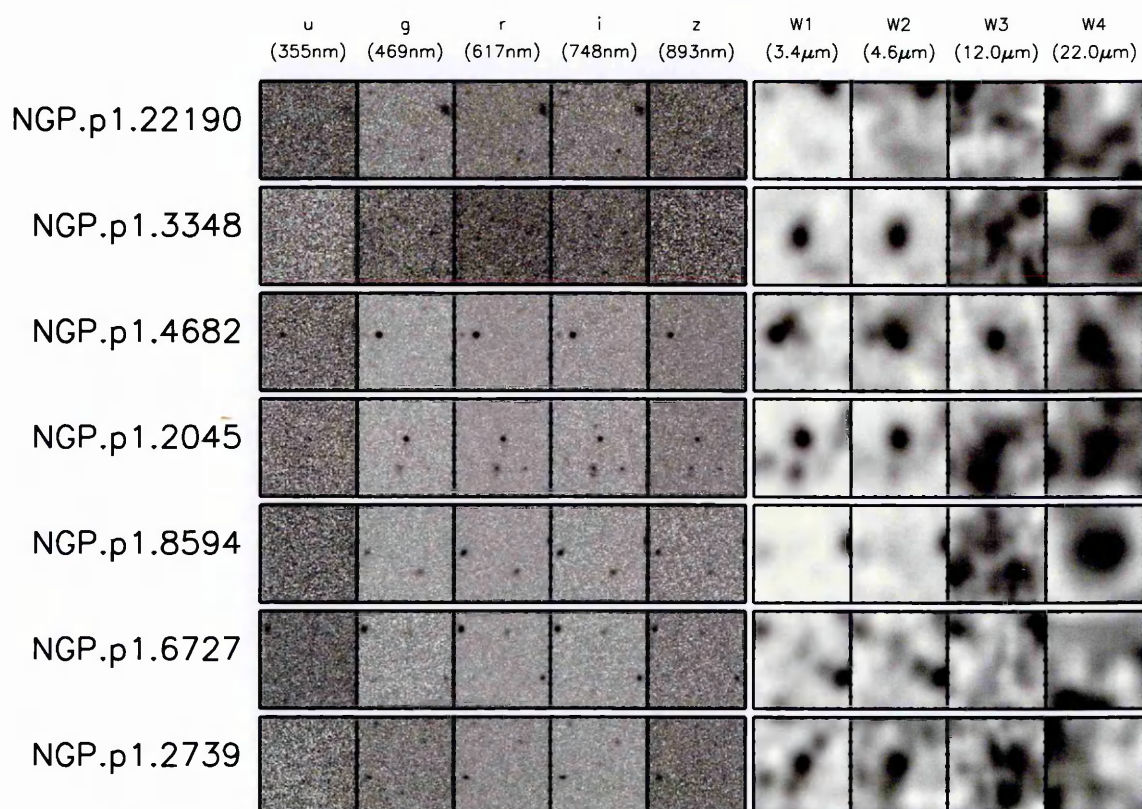 u g r i z W1 W2 W3 W4
(355nm) (469nm) (617nm) (748nm) (893nm) (3.4μm) (4.6μm) (12.0μm) (22.0μm)
NGP.p1.22190
NGP.p1.3348
NGP.p1.4682
NGP.p1.2045
NGP.p1.8594
NGP.p1.6727
NGP.p1.2739